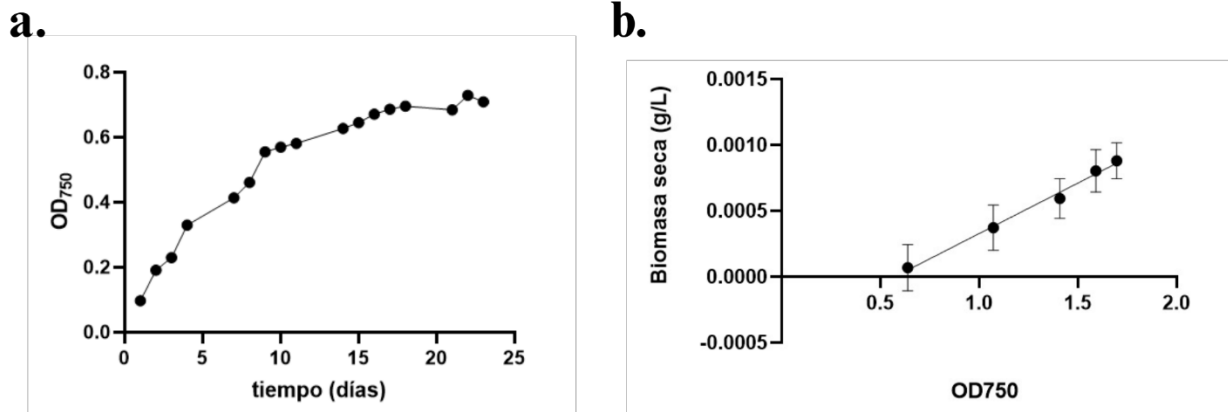 a.
0.8
0.6
0.4
0.2
0.0
OD750
0 5 10 15 20 25
tiempo (días)
b.
0.0015
0.0010
0.0005
0.0000
-0.0005
Biomasa seca (g/L)
0.5 1.0 1.5 2.0
OD750